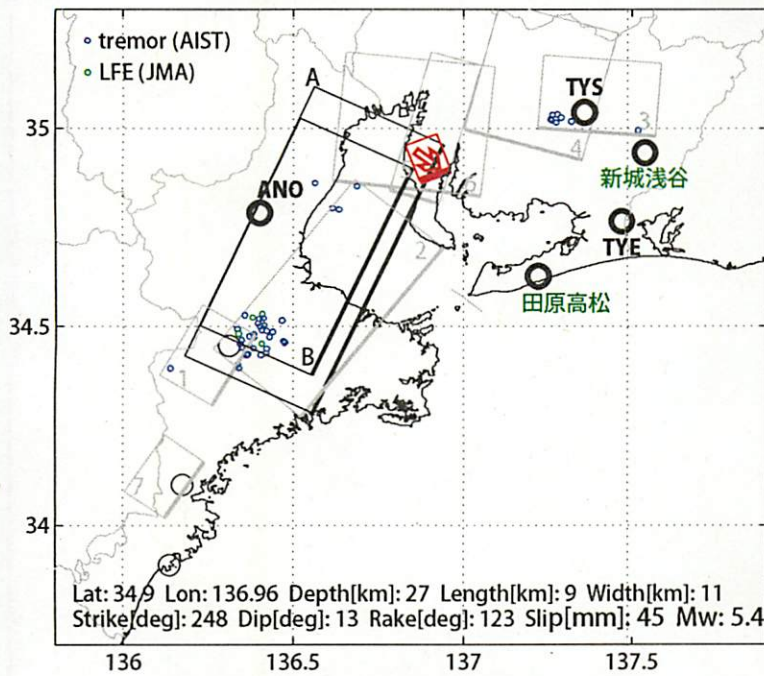 tremor (AIST)
LFE (JMA)
A
TYS
35
3
4
新城浅谷
5
ANO
TYE
2
田原高松
34.5
B
1
7
34
Lat: 34.9 Lon: 136.96 Depth[km]: 27 Length[km]: 9 Width[km]: 11
Strike[deg]: 248 Dip[deg]: 13 Rake[deg]: 123 Slip[mm]: 45 Mw: 5.4
136
136.5
137
137.5